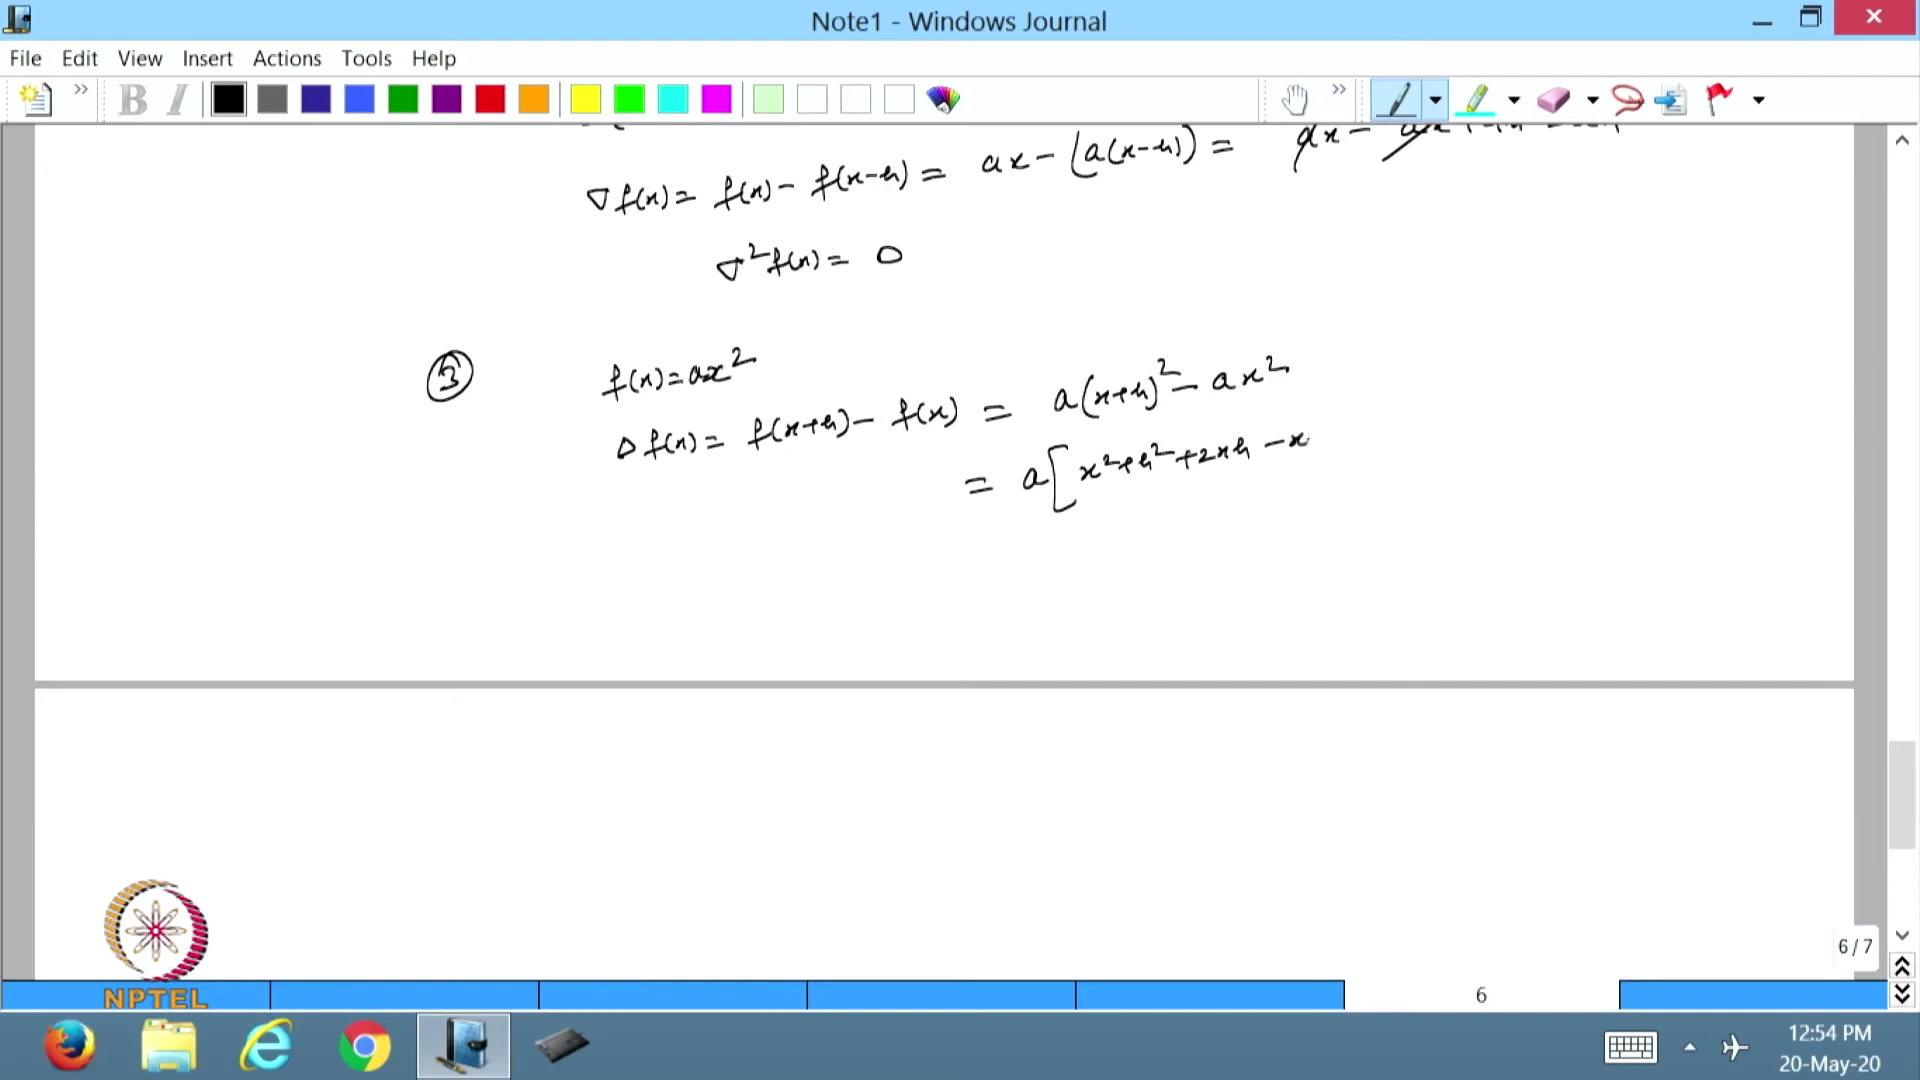 Note1 - Windows Journal
File Edit View Insert Actions Tools Help
B I
∇f(x) = f(x) - f(x-h) = ax - (a(x-h)) = ax -
∇²f(x) = 0
③ f(x) = ax²
Δf(x) = f(x+h) - f(x) = a(x+h)² - ax²
= a[x²+h²+2xh -x
6 / 7
NPTEL
6
12:54 PM
20-May-20